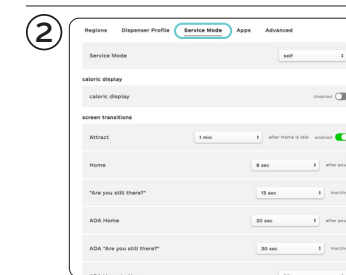 2
Regions Dispenser Profile Service Mode Apps Advanced
Service Mode self
caloric display
caloric display disabled
screen transitions
Attract 1 min after Home is idle enabled
Home 8 sec after you
"Are you still there?" 13 sec inactiv
ADA Home 30 sec after you
ADA "Are you still there?" 30 sec inactiv